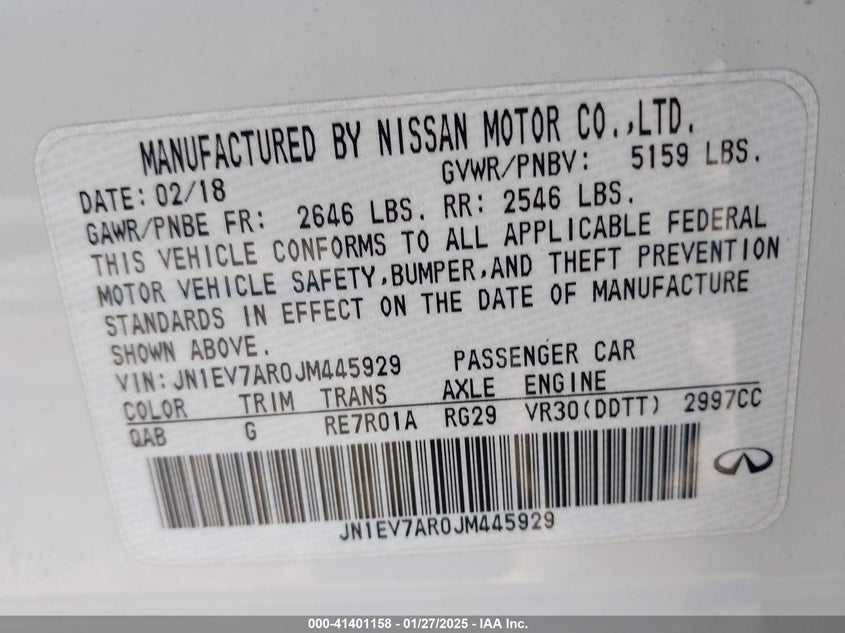 MANUFACTURED BY NISSAN MOTOR CO.,LTD.
DATE: 02/18 GVWR/PNBV: 5159 LBS.
GAWR/PNBE FR: 2646 LBS. RR: 2546 LBS.
THIS VEHICLE CONFORMS TO ALL APPLICABLE FEDERAL
MOTOR VEHICLE SAFETY,BUMPER,AND THEFT PREVENTION
STANDARDS IN EFFECT ON THE DATE OF MANUFACTURE
SHOWN ABOVE.
VIN: JN1EV7AR0JM445929 PASSENGER CAR
COLOR TRIM TRANS AXLE ENGINE
QAB G RE7R01A RG29 VR30(DDTT) 2997CC
JN1EV7AR0JM445929
000-41401158 - 01/27/2025 - IAAI Inc.